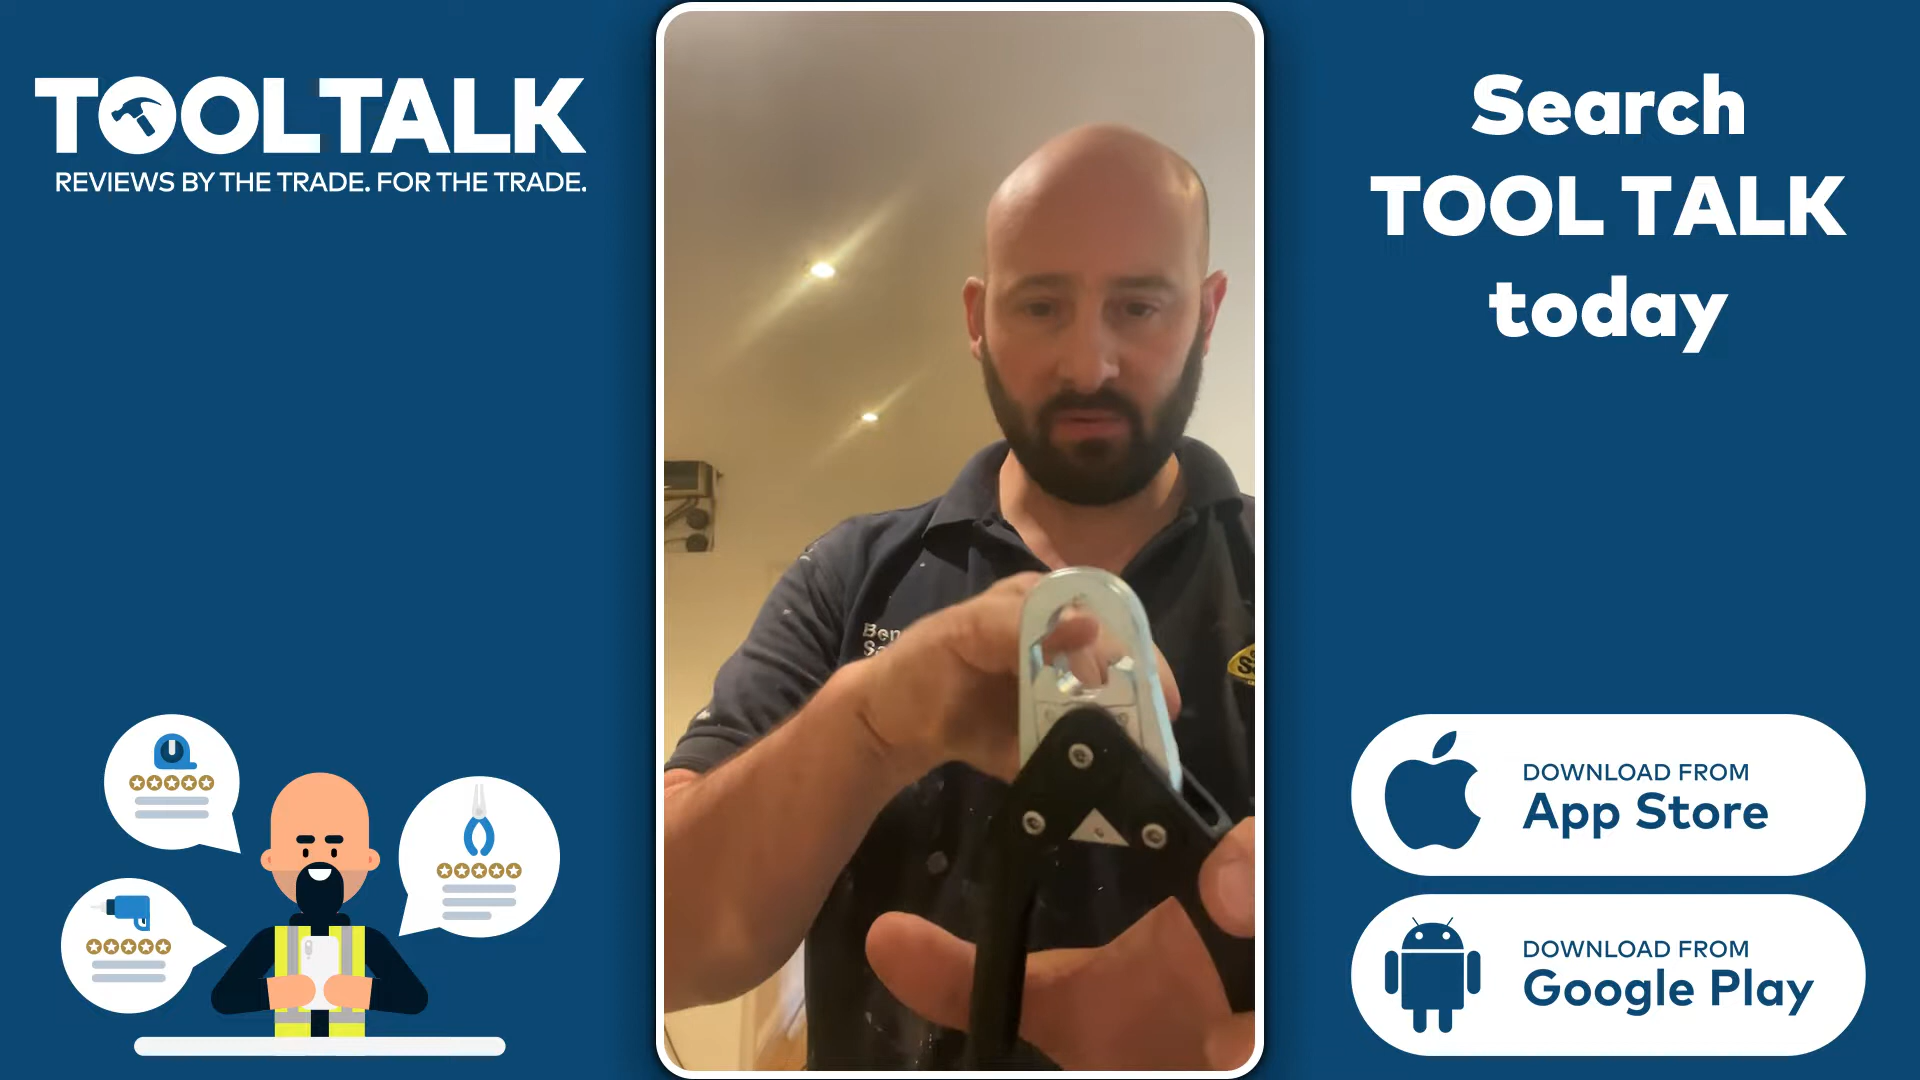 TOOLTALK
REVIEWS BY THE TRADE. FOR THE TRADE.
Search
TOOL TALK
today
Ben
DOWNLOAD FROM
App Store
DOWNLOAD FROM
Google Play